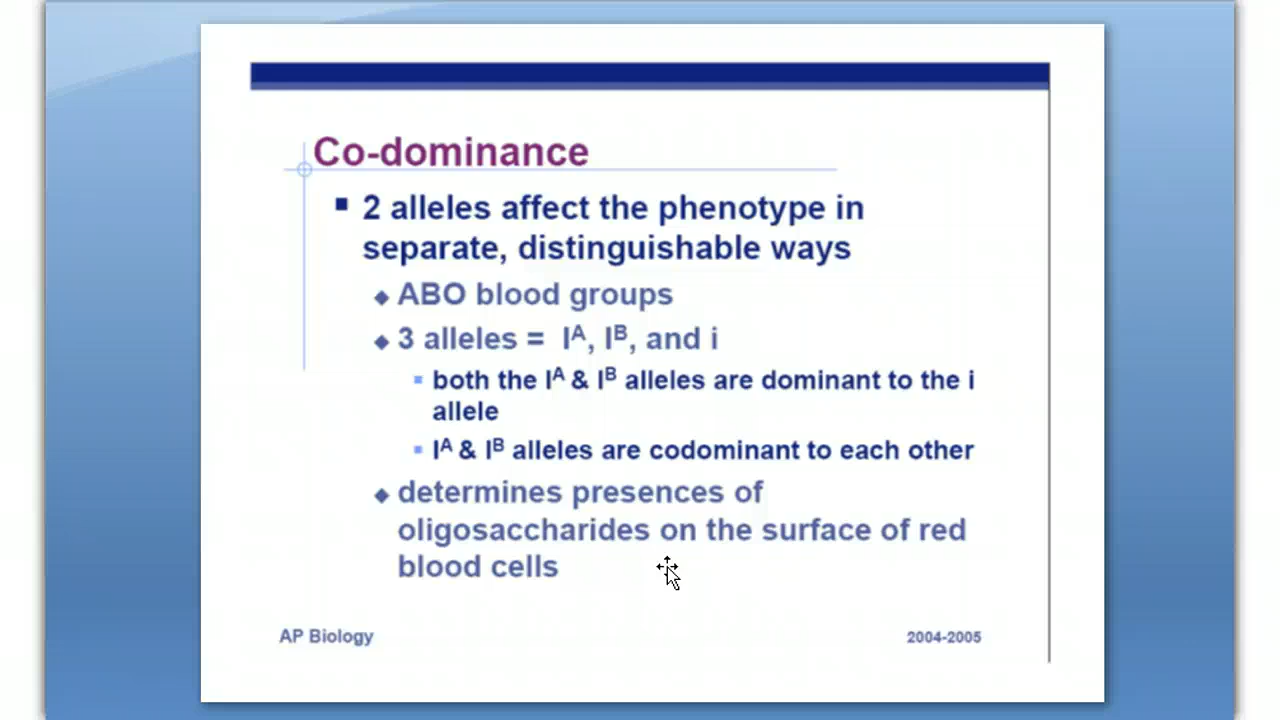 Co-dominance
2 alleles affect the phenotype in
separate, distinguishable ways
ABO blood groups
3 alleles = Iᴬ, Iᴮ, and i
both the Iᴬ & Iᴮ alleles are dominant to the i
allele
Iᴬ & Iᴮ alleles are codominant to each other
determines presences of
oligosaccharides on the surface of red
blood cells
AP Biology
2004-2005